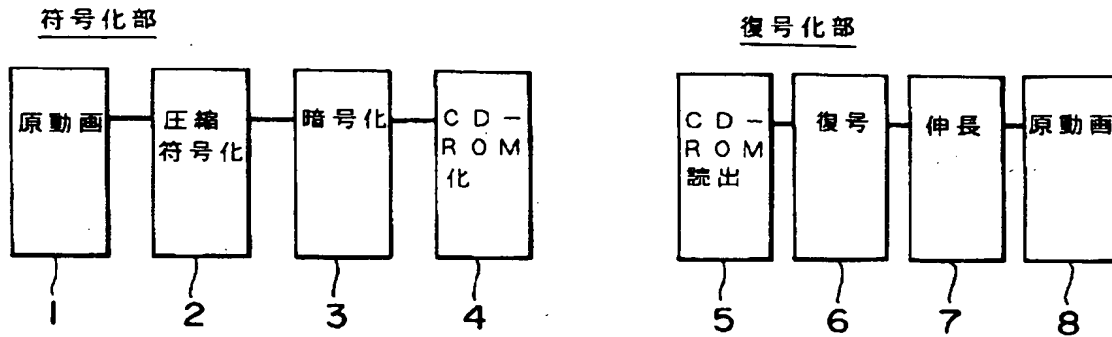 符号化部
原動画
圧縮
符号化
暗号化
CD-
ROM
化
1
2
3
4
復号化部
CD-
ROM
読出
復号
伸長
原動画
5
6
7
8